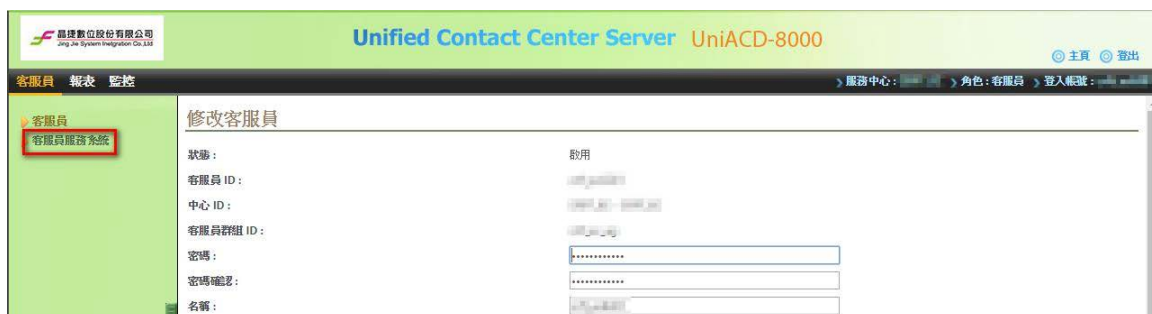 晶捷數位股份有限公司
Jing Jie System Inetgration Co.,Ltd
Unified Contact Center Server UniACD-8000
主頁 登出
客服員 報表 監控
服務中心： 角色：客服員 登入帳號：
客服員
客服員服務系統
修改客服員
狀態： 啟用
客服員 ID：
中心 ID：
客服員群組 ID：
密碼： ••••••••••••
密碼確認： ••••••••••••
名稱：